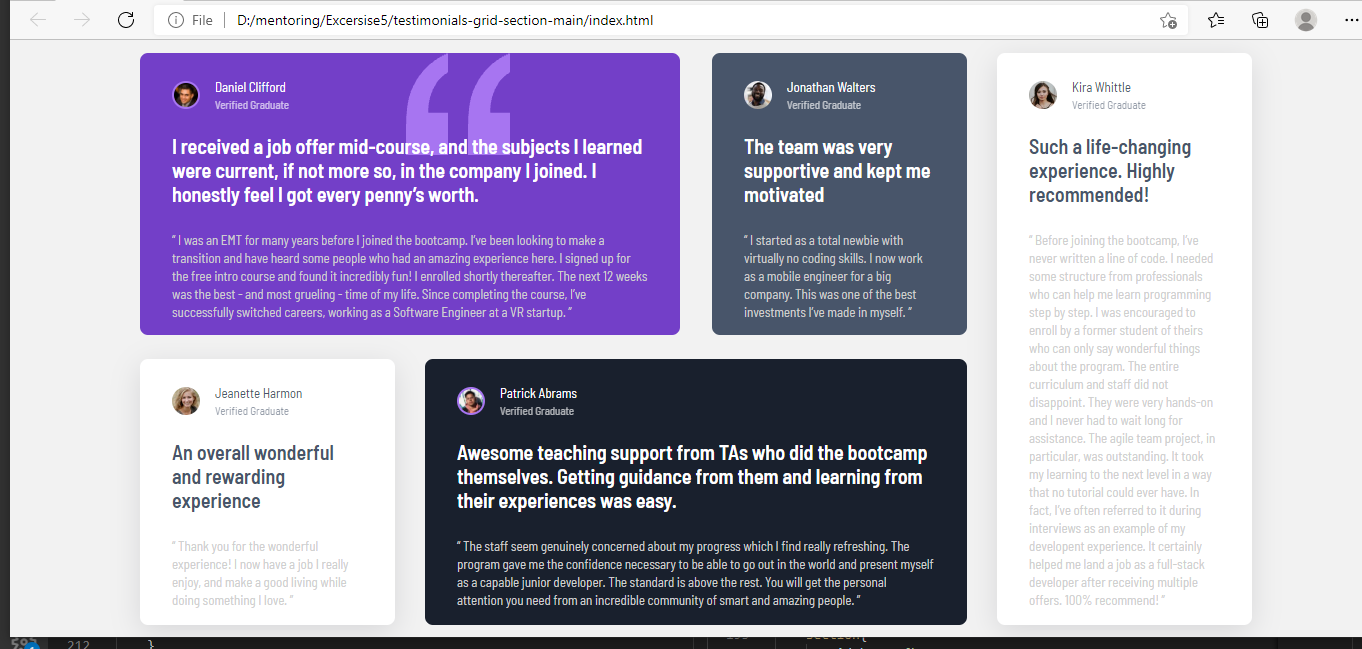 File
D:/mentoring/Excersise5/testimonials-grid-section-main/index.html
Daniel Clifford
Verified Graduate
I received a job offer mid-course, and the subjects I learned
were current, if not more so, in the company I joined. I
honestly feel I got every penny’s worth.
“ I was an EMT for many years before I joined the bootcamp. I’ve been looking to make a
transition and have heard some people who had an amazing experience here. I signed up for
the free intro course and found it incredibly fun! I enrolled shortly thereafter. The next 12 weeks
was the best - and most grueling - time of my life. Since completing the course, I’ve
successfully switched careers, working as a Software Engineer at a VR startup. ”
Jonathan Walters
Verified Graduate
The team was very
supportive and kept me
motivated
“ I started as a total newbie with
virtually no coding skills. I now work
as a mobile engineer for a big
company. This was one of the best
investments I’ve made in myself. ”
Kira Whittle
Verified Graduate
Such a life-changing
experience. Highly
recommended!
“ Before joining the bootcamp, I’ve
never written a line of code. I needed
some structure from professionals
who can help me learn programming
step by step. I was encouraged to
enroll by a former student of theirs
who can only say wonderful things
about the program. The entire
curriculum and staff did not
disappoint. They were very hands-on
and I never had to wait long for
assistance. The agile team project, in
particular, was outstanding. It took
my learning to the next level in a way
that no tutorial could ever have. In
fact, I’ve often referred to it during
interviews as an example of my
developent experience. It certainly
helped me land a job as a full-stack
developer after receiving multiple
offers. 100% recommend! ”
Jeanette Harmon
Verified Graduate
An overall wonderful
and rewarding
experience
“ Thank you for the wonderful
experience! I now have a job I really
enjoy, and make a good living while
doing something I love. ”
Patrick Abrams
Verified Graduate
Awesome teaching support from TAs who did the bootcamp
themselves. Getting guidance from them and learning from
their experiences was easy.
“ The staff seem genuinely concerned about my progress which I find really refreshing. The
program gave me the confidence necessary to be able to go out in the world and present myself
as a capable junior developer. The standard is above the rest. You will get the personal
attention you need from an incredible community of smart and amazing people. ”
212 }